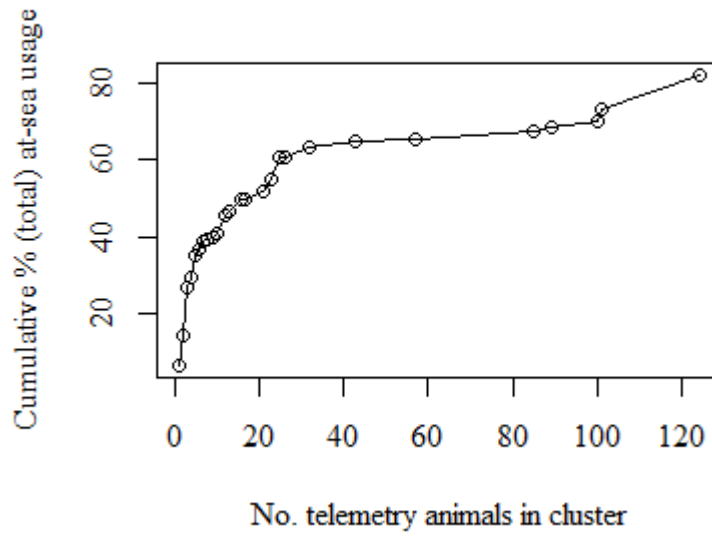 Cumulative % (total) at-sea usage
80
60
40
20
0 20 40 60 80 100 120
No. telemetry animals in cluster